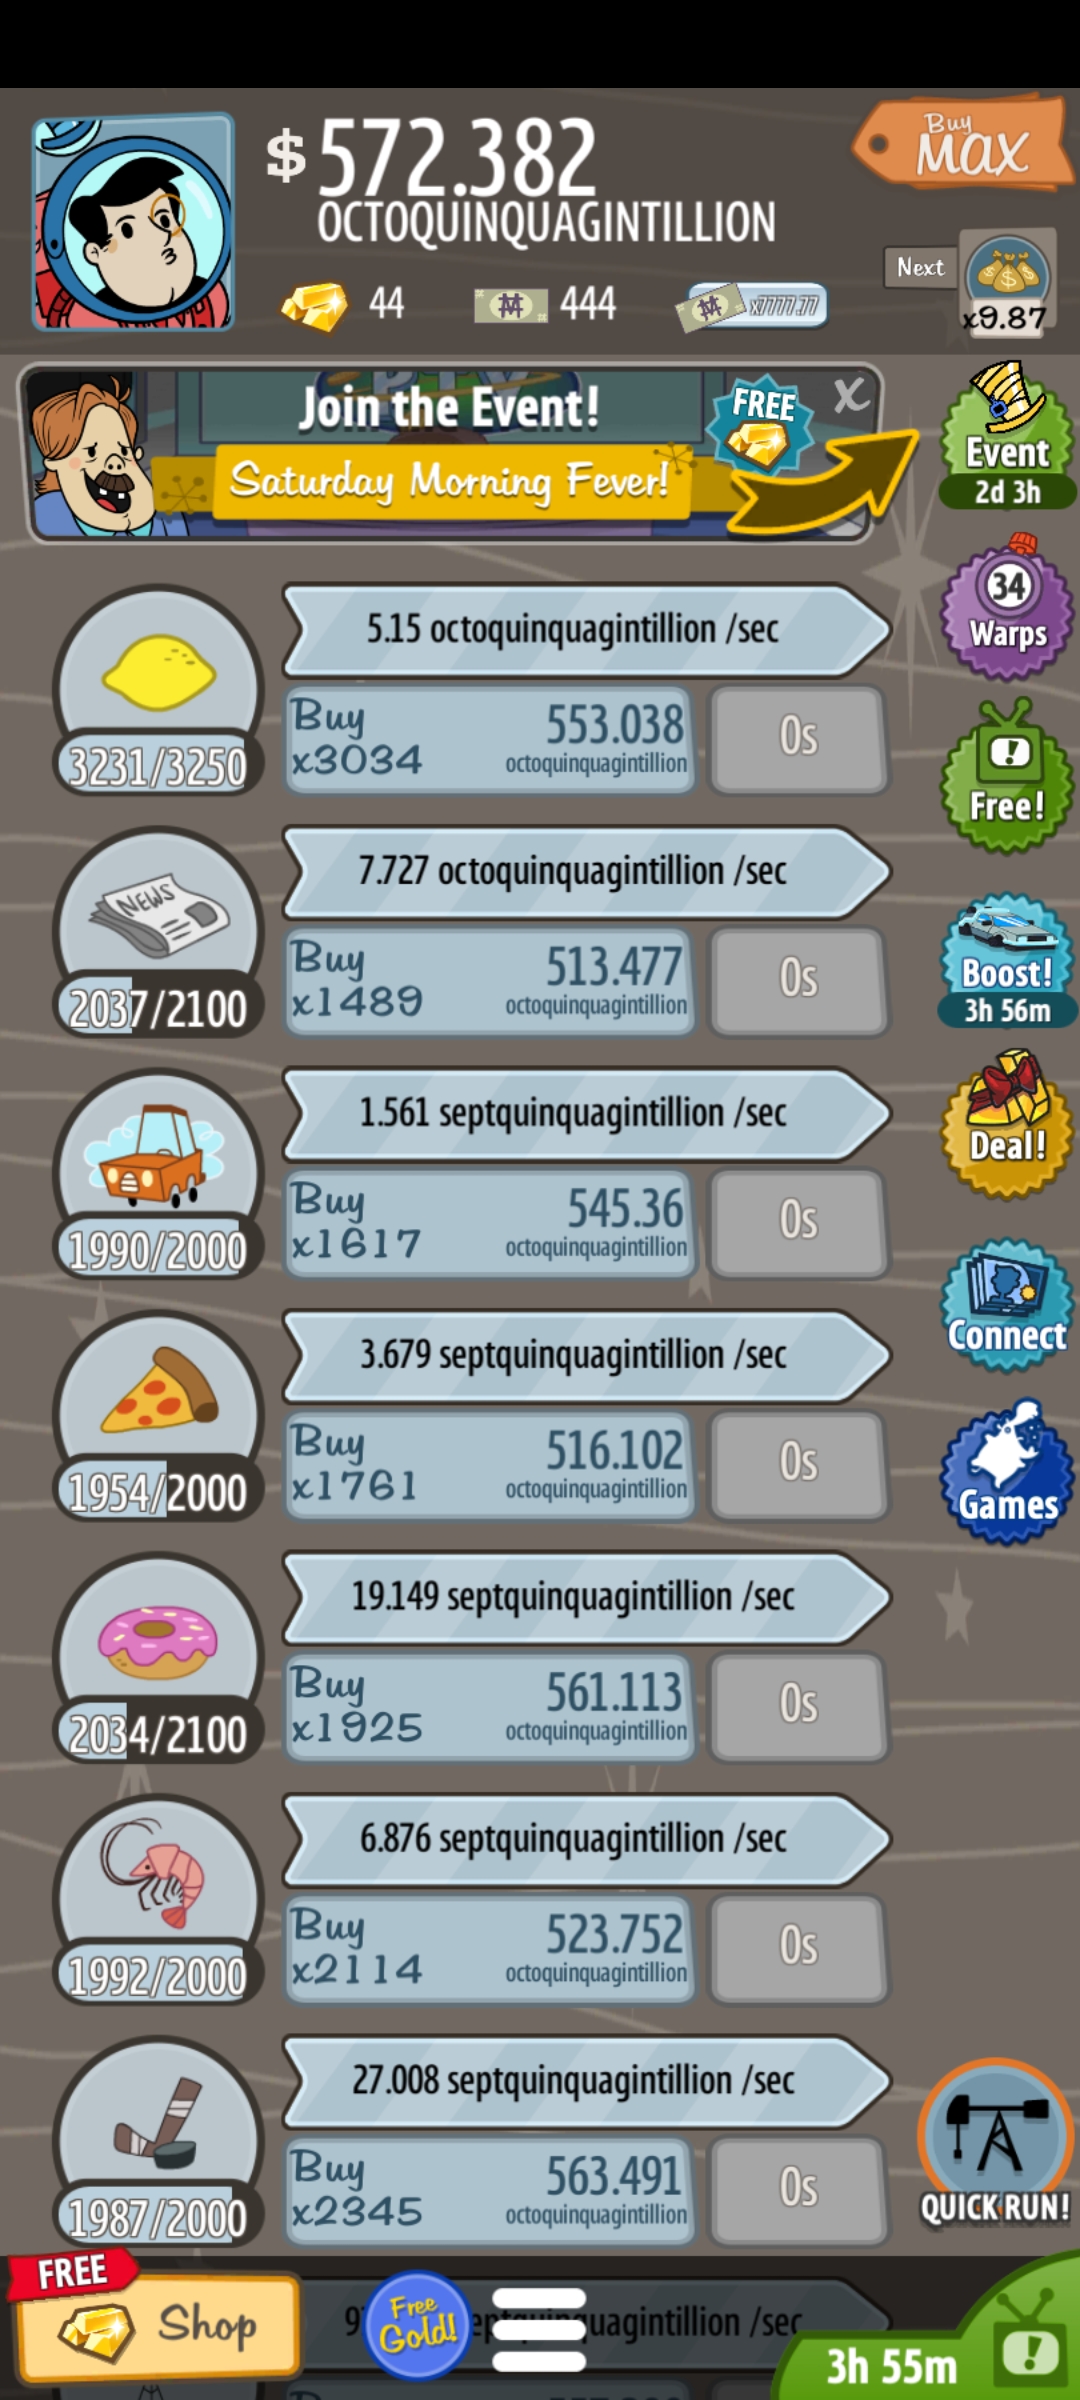 $572.382
OCTOQUINQUAGINTILLION
Buy
MAX
44
444
x7777.77
Next
x9.87
Join the Event!
FREE
X
Saturday Morning Fever!
Event
2d 3h
5.15 octoquinquagintillion /sec
34
Warps
3231/3250
Buy
x3034
553.038
octoquinquagintillion
0s
Free!
7.727 octoquinquagintillion /sec
NEWS
2037/2100
Buy
x1489
513.477
octoquinquagintillion
0s
Boost!
3h 56m
1.561 septquinquagintillion /sec
Deal!
1990/2000
Buy
x1617
545.36
octoquinquagintillion
0s
3.679 septquinquagintillion /sec
Connect
1954/2000
Buy
x1761
516.102
octoquinquagintillion
0s
Games
19.149 septquinquagintillion /sec
2034/2100
Buy
x1925
561.113
octoquinquagintillion
0s
6.876 septquinquagintillion /sec
1992/2000
Buy
x2114
523.752
octoquinquagintillion
0s
27.008 septquinquagintillion /sec
1987/2000
Buy
x2345
563.491
octoquinquagintillion
0s
QUICK RUN!
FREE
Shop
Free
Gold!
/sec
3h 55m